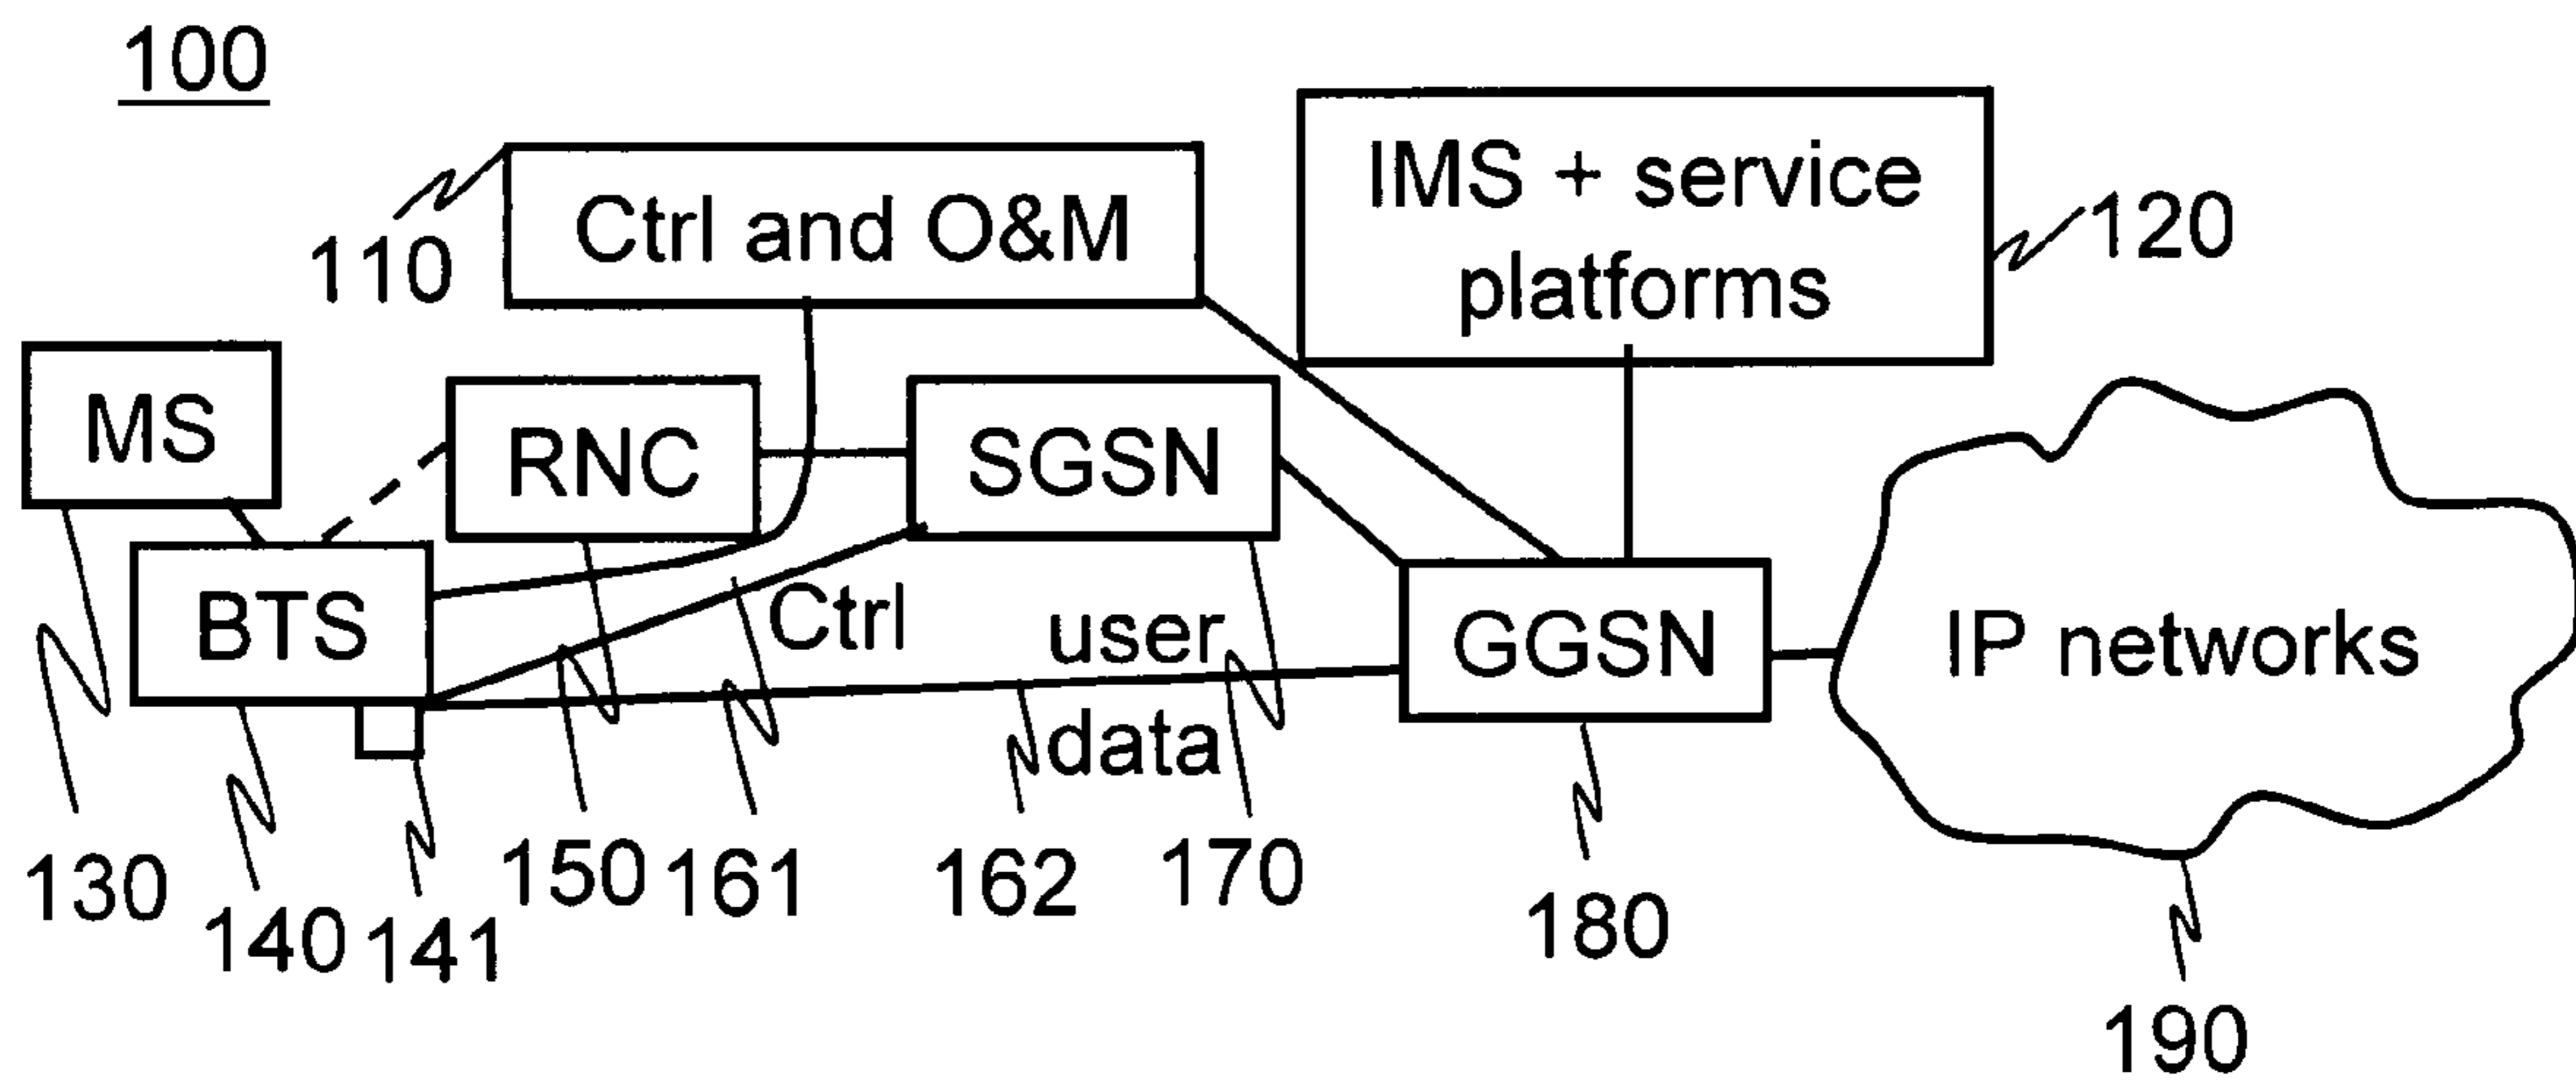 100
IMS + service
platforms
Ctrl and O&M
110
120
MS
RNC
SGSN
BTS
Ctrl
user
data
GGSN
IP networks
130
140
141
150
161
162
170
180
190